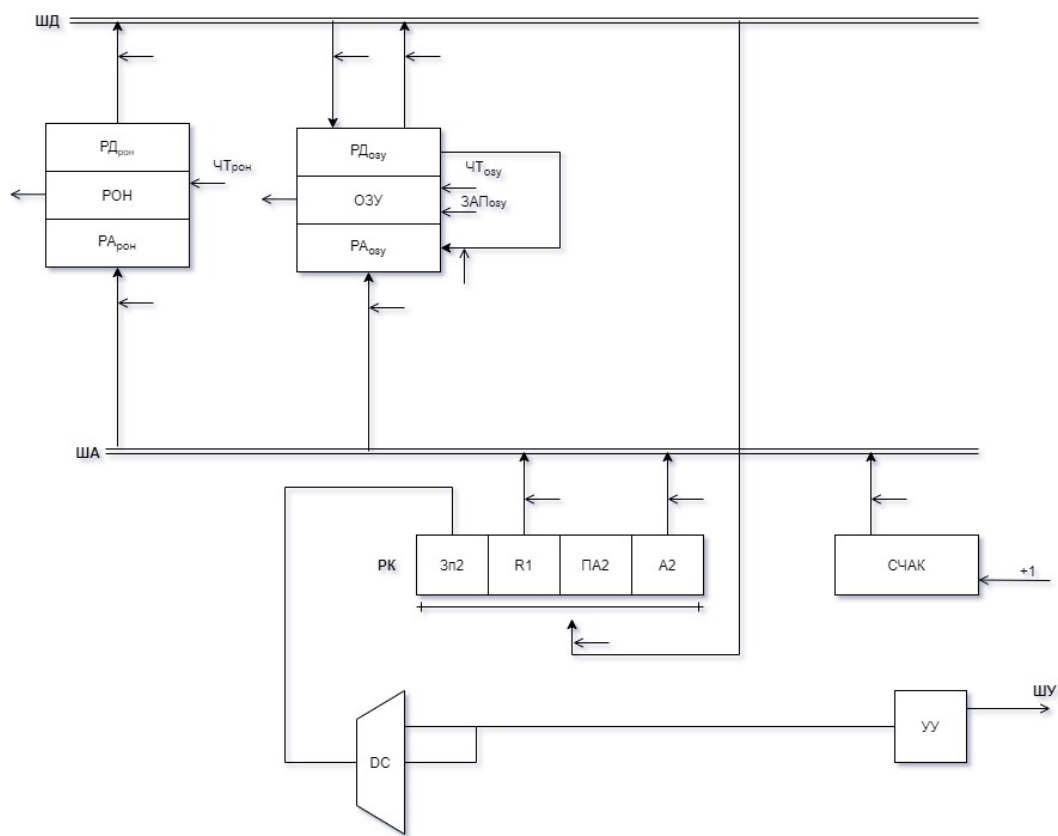 ШД
РДрон
ЧТрон
РОН
РАрон
РДозу
ЧТозу
ОЗУ
ЗАПозу
РАозу
ША
РК
Зп2
R1
ПА2
А2
СЧАК
+1
DC
УУ
ШУ